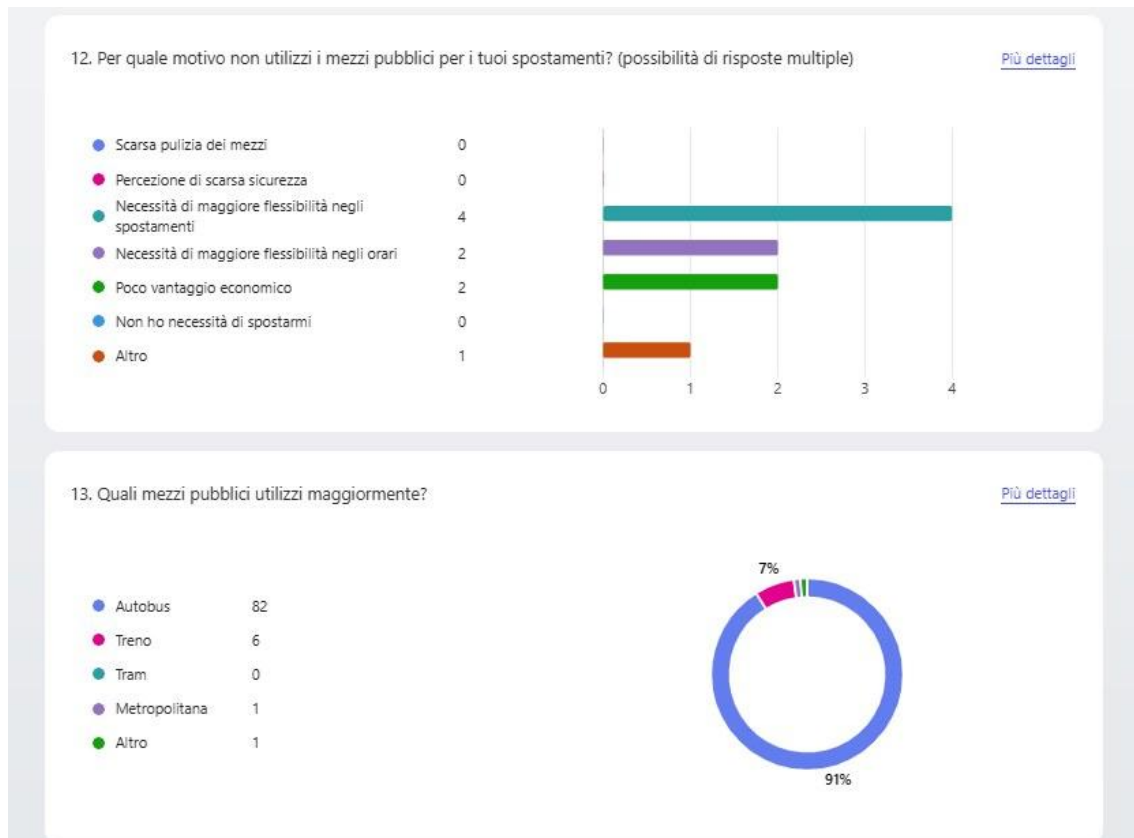 12. Per quale motivo non utilizzi i mezzi pubblici per i tuoi spostamenti? (possibilità di risposte multiple)
Più dettagli
Scarsa pulizia dei mezzi 0
Percezione di scarsa sicurezza 0
Necessità di maggiore flessibilità negli
spostamenti 4
Necessità di maggiore flessibilità negli orari 2
Poco vantaggio economico 2
Non ho necessità di spostarmi 0
Altro 1
0 1 2 3 4
13. Quali mezzi pubblici utilizzi maggiormente?
Più dettagli
Autobus 82
Treno 6
Tram 0
Metropolitana 1
Altro 1
7%
91%